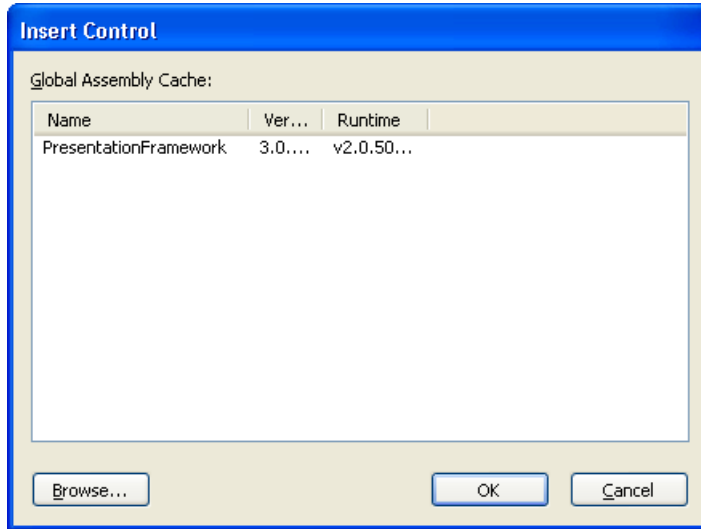 Insert Control
Global Assembly Cache:
Name Ver... Runtime
PresentationFramework 3.0.... v2.0.50...
Browse... OK Cancel